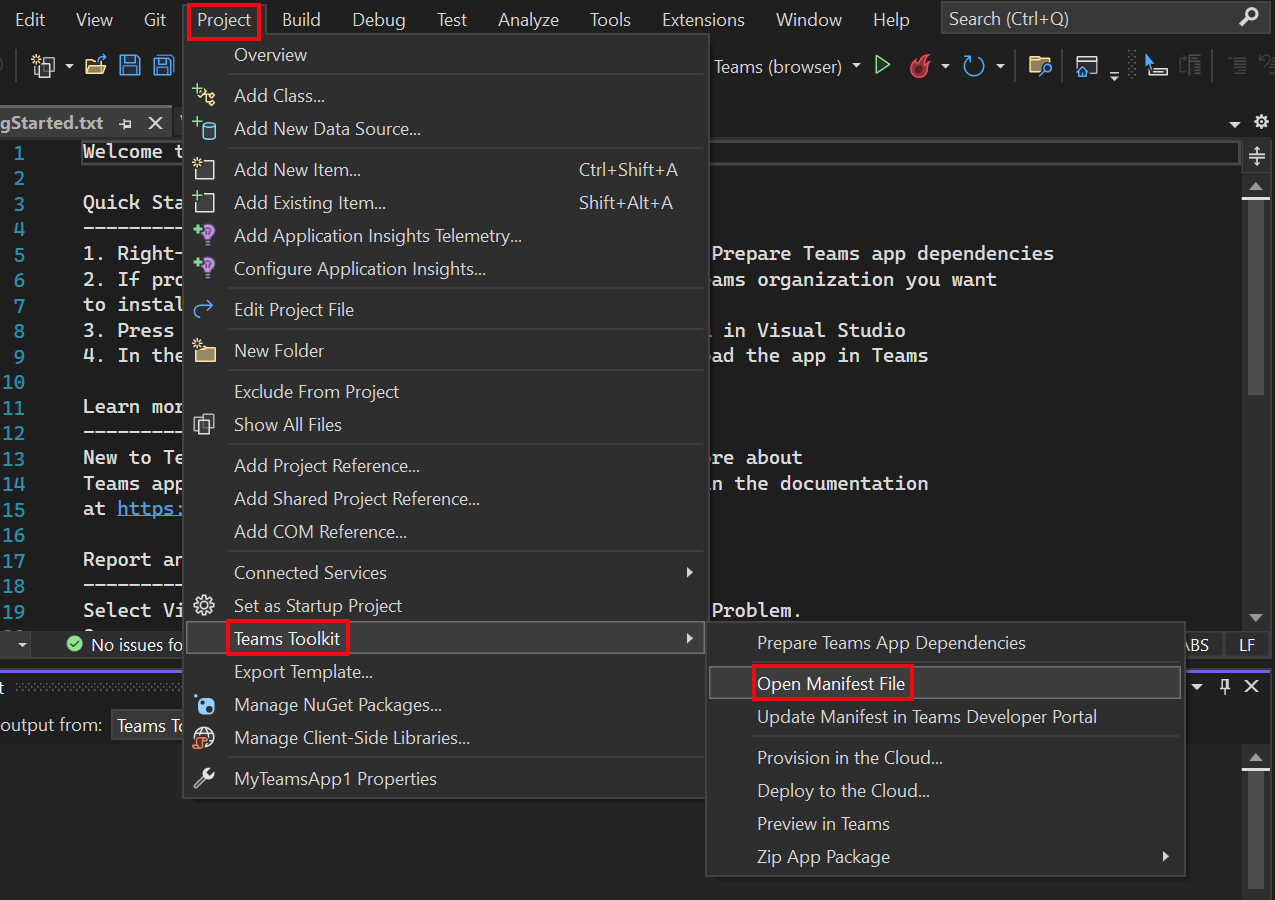 Edit View Git Project Build Debug Test Analyze Tools Extensions Window Help Search (Ctrl+Q)
Teams (browser)
gStarted.txt
Overview
Add Class...
Add New Data Source...
Add New Item... Ctrl+Shift+A
Add Existing Item... Shift+Alt+A
Add Application Insights Telemetry...
Configure Application Insights...
Edit Project File
New Folder
Exclude From Project
Show All Files
Add Project Reference...
Add Shared Project Reference...
Add COM Reference...
Connected Services
Set as Startup Project
Teams Toolkit
Export Template...
Manage NuGet Packages...
Manage Client-Side Libraries...
MyTeamsApp1 Properties
Prepare Teams App Dependencies
Open Manifest File
Update Manifest in Teams Developer Portal
Provision in the Cloud...
Deploy to the Cloud...
Preview in Teams
Zip App Package
1 Welcome
2
3 Quick Sta
4 ---------
5 1. Right- Prepare Teams app dependencies
6 2. If pro ams organization you want
7 to instal
8 3. Press in Visual Studio
9 4. In the ad the app in Teams
10
11 Learn mor
12 ---------
13 New to Te re about
14 Teams app n the documentation
15 at https:
16
17 Report an
18 ---------
19 Select Vi Problem.
No issues fo ABS LF
output from: Teams To